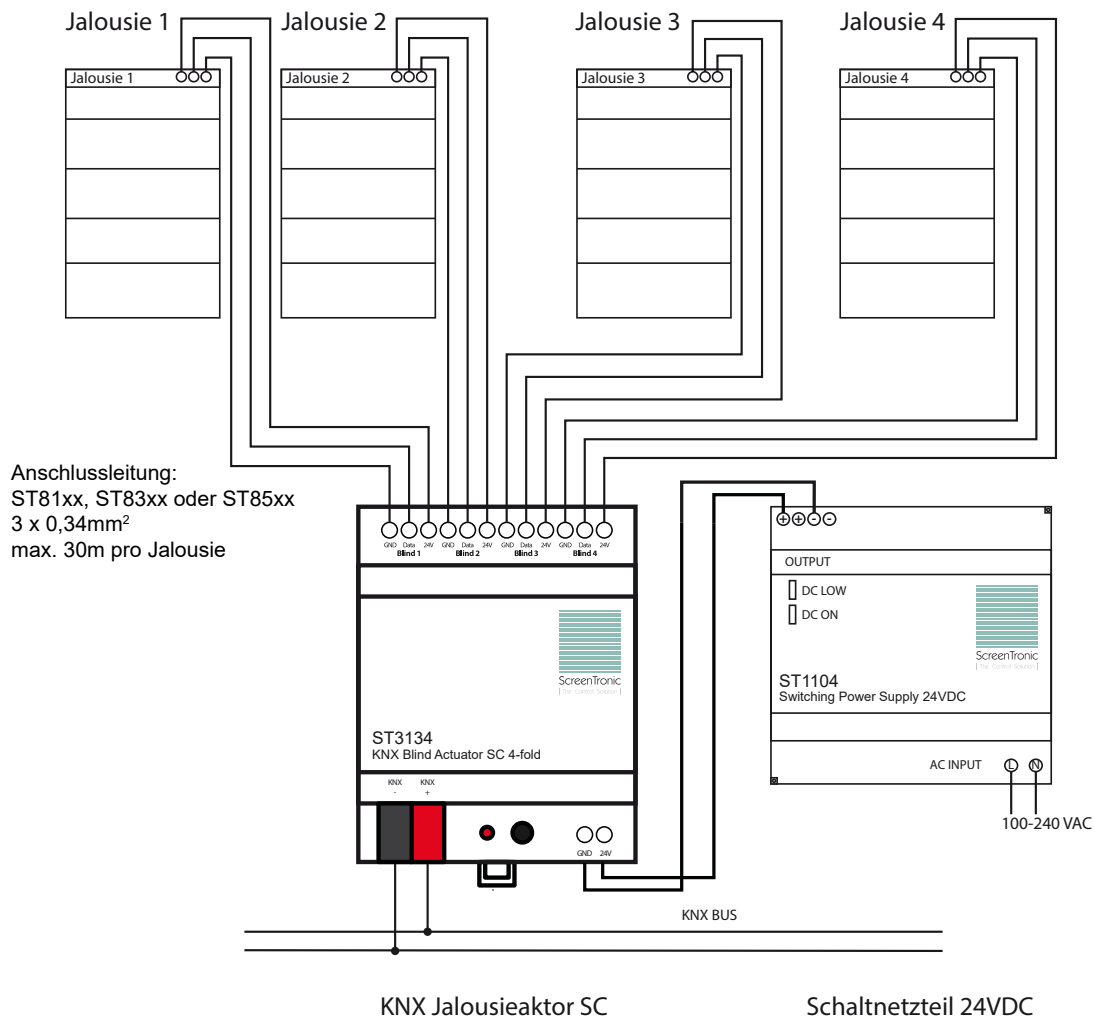 Jalousie 1
Jalousie 2
Jalousie 3
Jalousie 4
Jalousie 1
Jalousie 2
Jalousie 3
Jalousie 4
Anschlussleitung:
ST81xx, ST83xx oder ST85xx
3 x 0,34mm²
max. 30m pro Jalousie
GND Data 24V GND Data 24V GND Data 24V GND Data 24V
Blind 1 Blind 2 Blind 3 Blind 4
ScreenTronic
[ The Control Solution ]
ST3134
KNX Blind Actuator SC 4-fold
KNX KNX
- +
GND 24V
+ + - -
OUTPUT
DC LOW
DC ON
ScreenTronic
[ The Control Solution ]
ST1104
Switching Power Supply 24VDC
AC INPUT L N
100-240 VAC
KNX BUS
KNX Jalousieaktor SC
Schaltnetzteil 24VDC